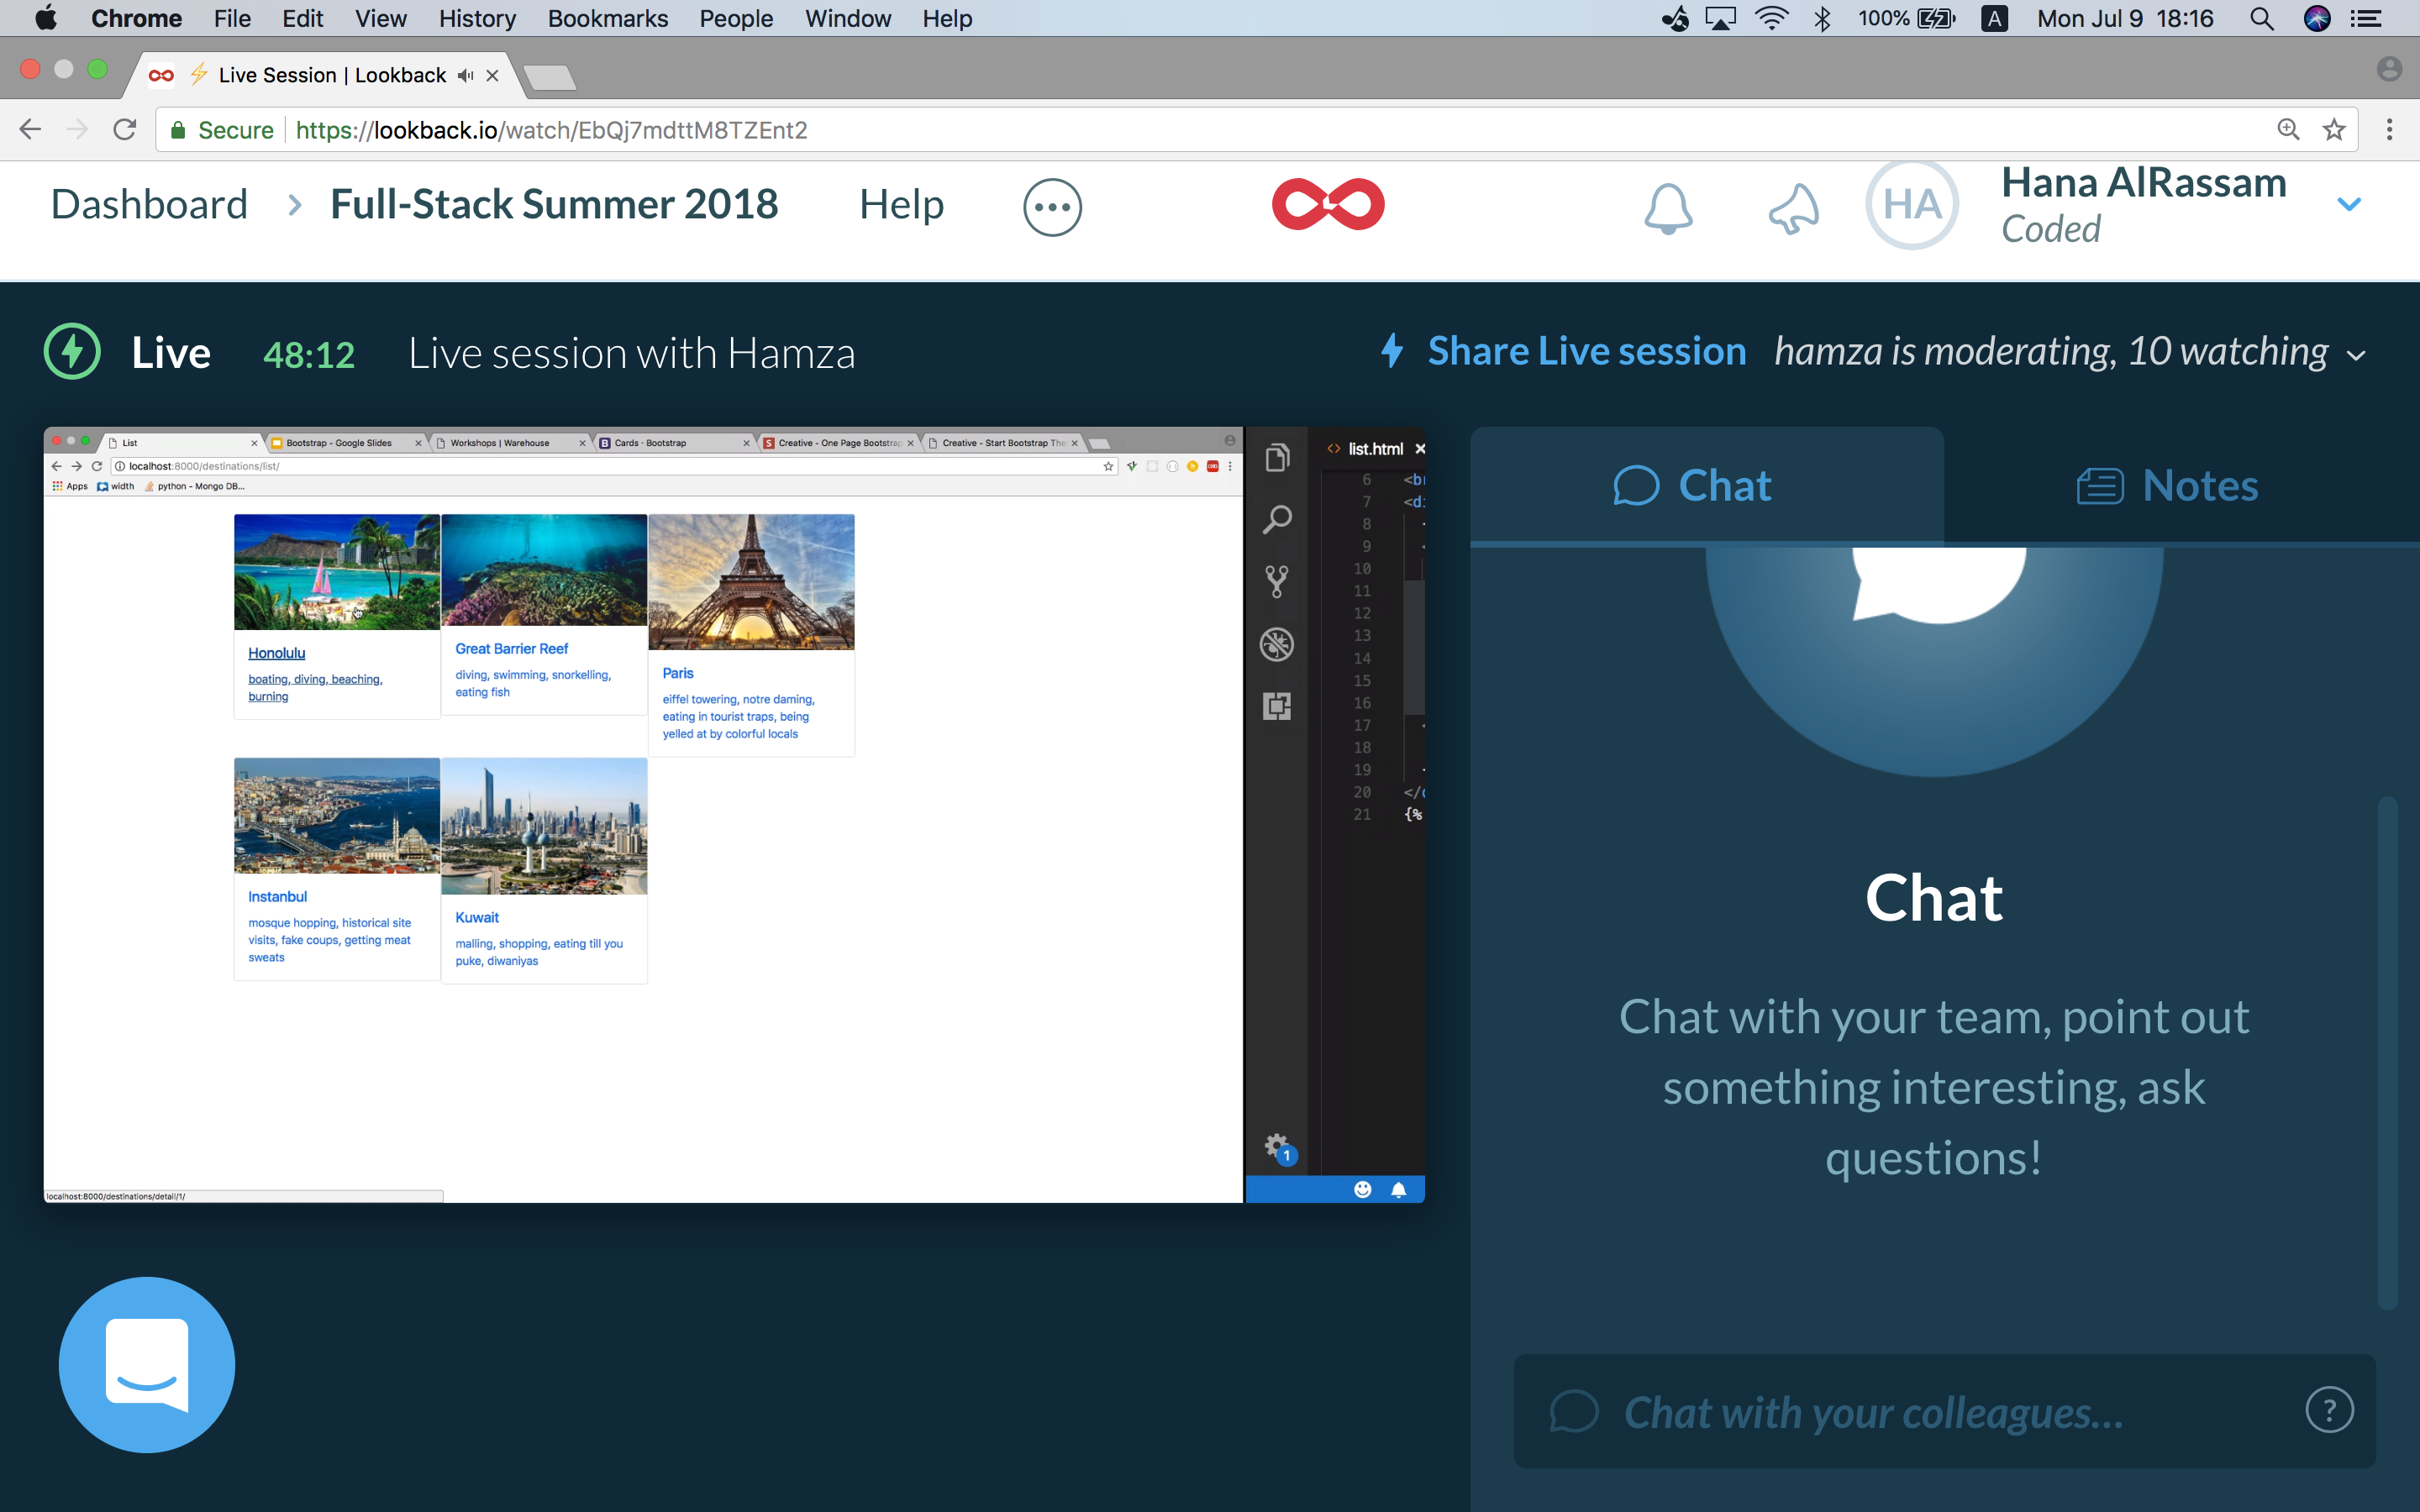 Chrome File Edit View History Bookmarks People Window Help 100% A Mon Jul 9 18:16
⚡ Live Session | Lookback
Secure https://lookback.io/watch/EbQj7mdttM8TZEnt2
Dashboard > Full-Stack Summer 2018 Help HA Hana AlRassam
Coded
Live 48:12 Live session with Hamza Share Live session hamza is moderating, 10 watching
List Bootstrap - Google Slides Workshops | Warehouse Cards · Bootstrap Creative - One Page Bootstrap Creative - Start Bootstrap The
localhost:8000/destinations/list/
Apps width python - Mongo DB...
Honolulu
boating, diving, beaching,
burning
Great Barrier Reef
diving, swimming, snorkelling,
eating fish
Paris
eiffel towering, notre daming,
eating in tourist traps, being
yelled at by colorful locals
Instanbul
mosque hopping, historical site
visits, fake coups, getting meat
sweats
Kuwait
malling, shopping, eating till you
puke, diwaniyas
localhost:8000/destinations/detail/1/
list.html
6 <b
7 <d
8
9 <
10
11
12
13
14
15
16
17 <
18
19
20 </
21 {%
1
Chat Notes
Chat
Chat with your team, point out
something interesting, ask
questions!
Chat with your colleagues... ?